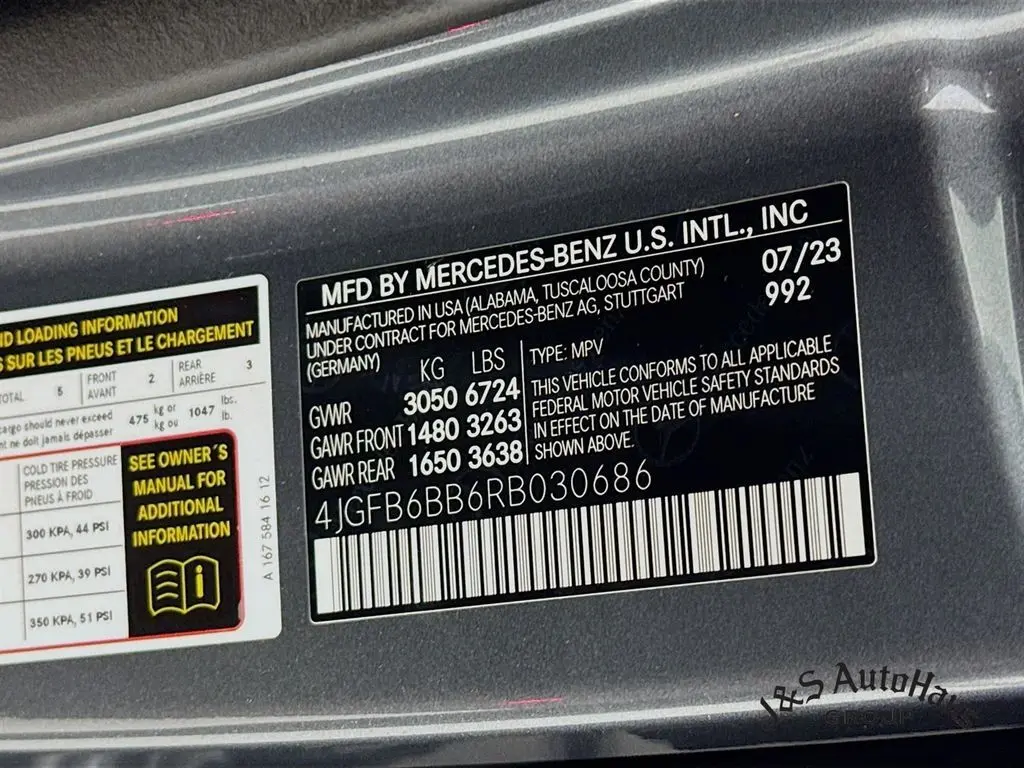 ND LOADING INFORMATION
S SUR LES PNEUS ET LE CHARGEMENT
TOTAL 5 FRONT AVANT 2 REAR ARRIÈRE 3
cargo should never exceed 475 kg or 1047 lbs.
nt ne doit jamais dépasser kg ou lb.
COLD TIRE PRESSURE
PRESSION DES
PNEUS À FROID
300 KPA, 44 PSI
270 KPA, 39 PSI
350 KPA, 51 PSI
SEE OWNER'S
MANUAL FOR
ADDITIONAL
INFORMATION
i
A 167 584 16 12
MFD BY MERCEDES-BENZ U.S. INTL., INC
MANUFACTURED IN USA (ALABAMA, TUSCALOOSA COUNTY) 07/23
UNDER CONTRACT FOR MERCEDES-BENZ AG, STUTTGART 992
(GERMANY) KG LBS
GVWR 3050 6724
GAWR FRONT 1480 3263
GAWR REAR 1650 3638
TYPE: MPV
THIS VEHICLE CONFORMS TO ALL APPLICABLE
FEDERAL MOTOR VEHICLE SAFETY STANDARDS
IN EFFECT ON THE DATE OF MANUFACTURE
SHOWN ABOVE.
4JGFB6BB6RB030686
J&S AutoHaus
GROUP